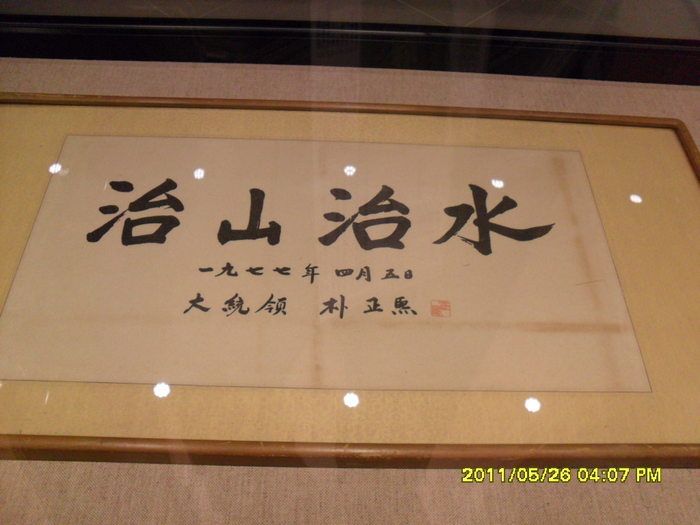 治山治水
一九七七年 四月五日
大統領 朴正熙
2011/05/26 04:07 PM